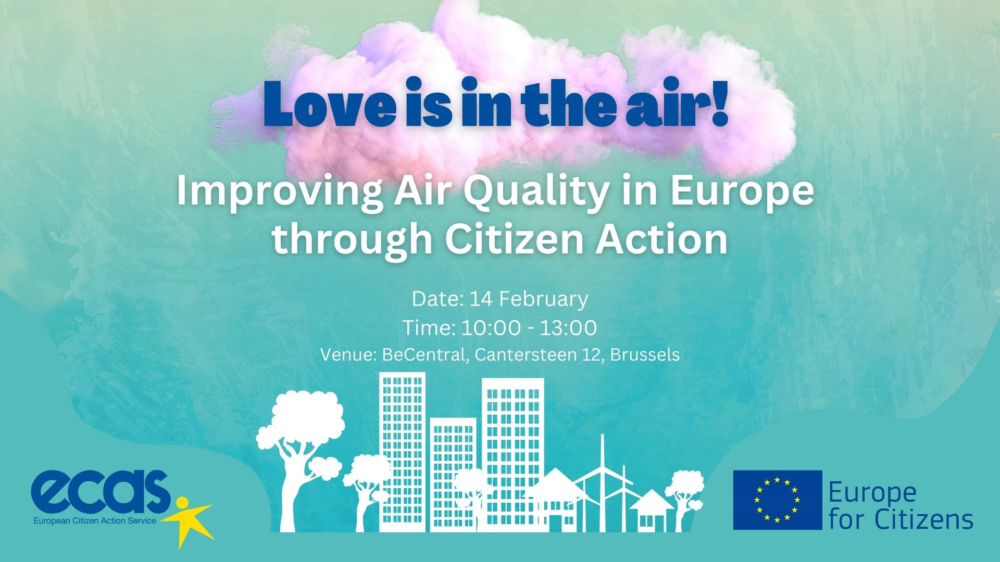 Love is in the air!
Improving Air Quality in Europe
through Citizen Action
Date: 14 February
Time: 10:00 - 13:00
Venue: BeCentral, Cantersteen 12, Brussels
ecas
European Citizen Action Service
Europe
for Citizens